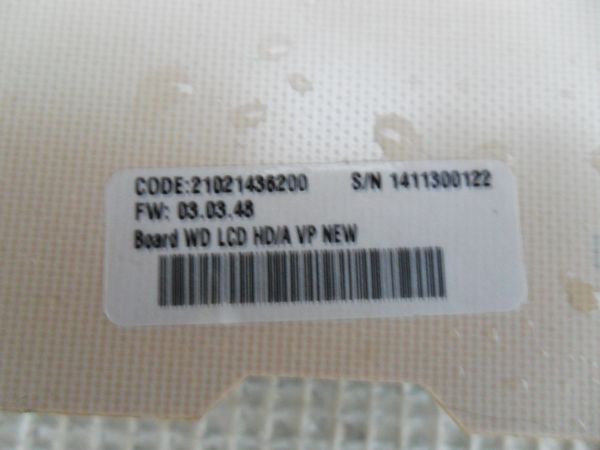 CODE:21021436200 S/N 1411300122
FW: 03.03.48
Board WD LCD HD/A VP NEW